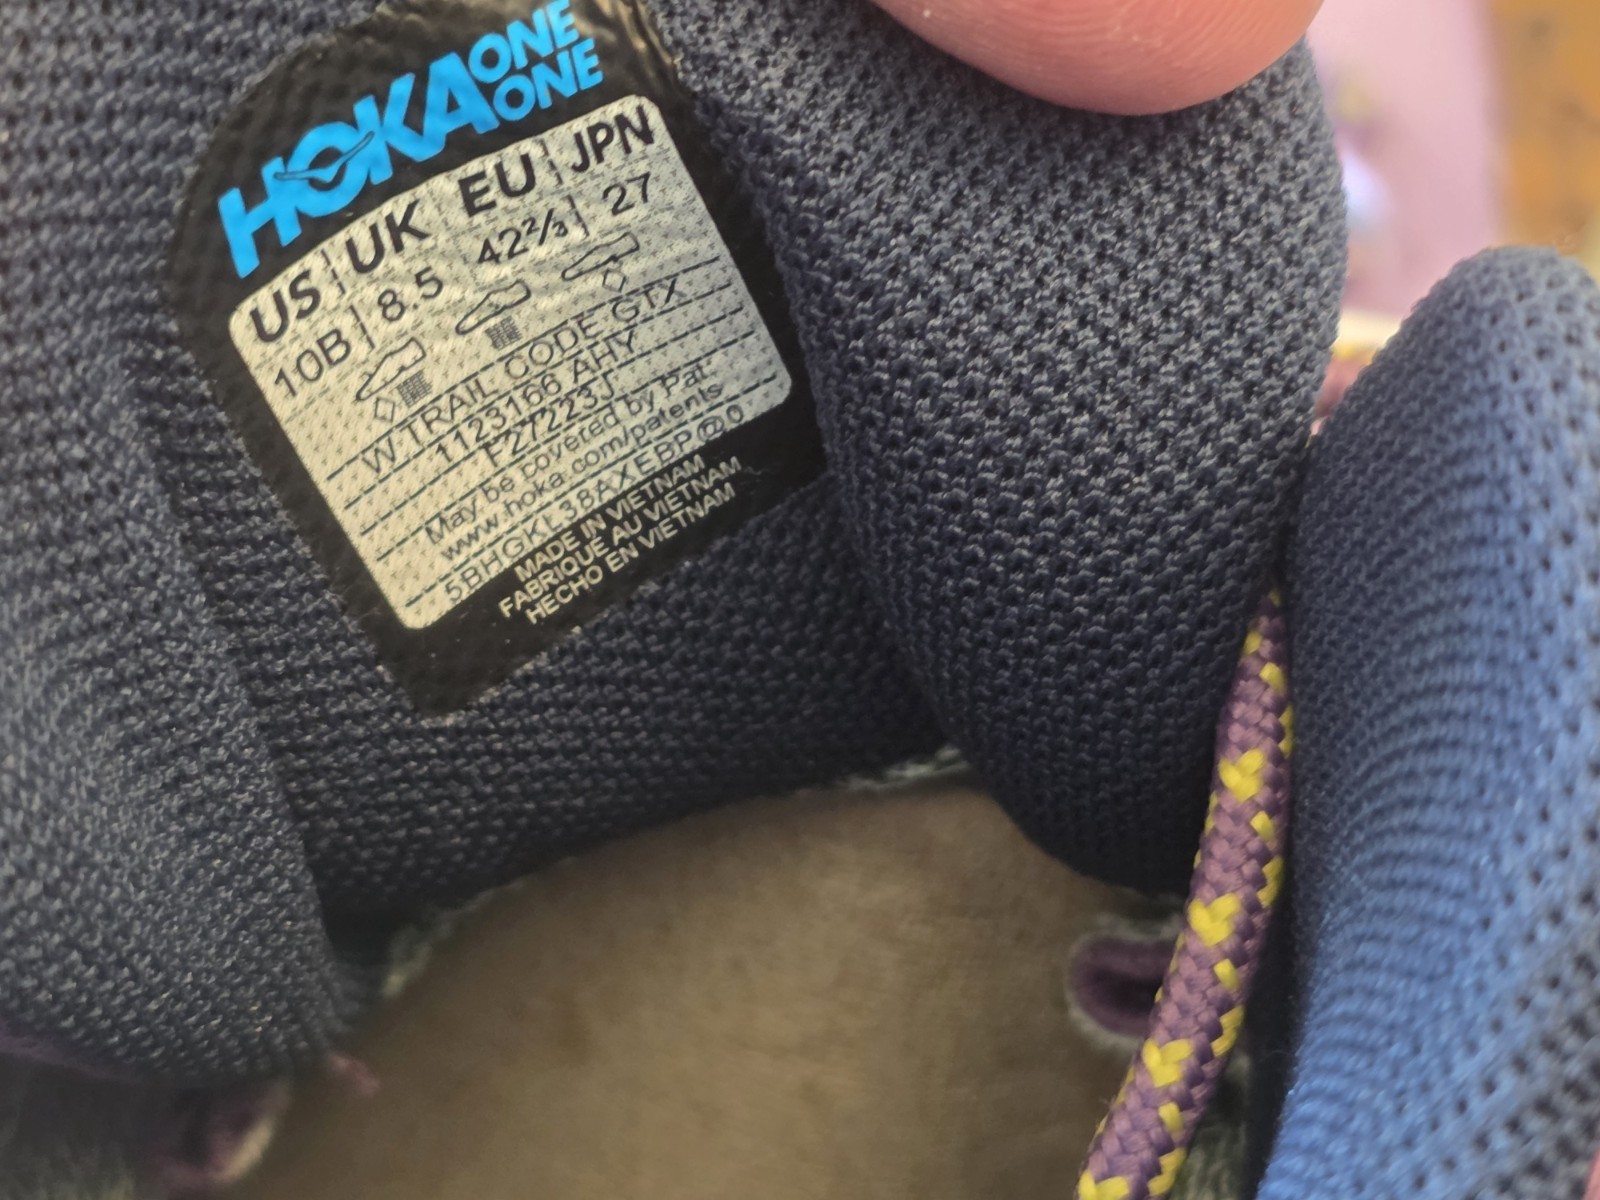 HOKA ONE ONE
US UK EU JPN
10B 8.5 42⅔ 27
W TRAIL CODE GTX
1123166 AHY
F27223J
May be covered by Pat.
www.hoka.com/patents
5BHGKL38AXEBP@0
MADE IN VIETNAM
FABRIQUÉ AU VIETNAM
HECHO EN VIETNAM